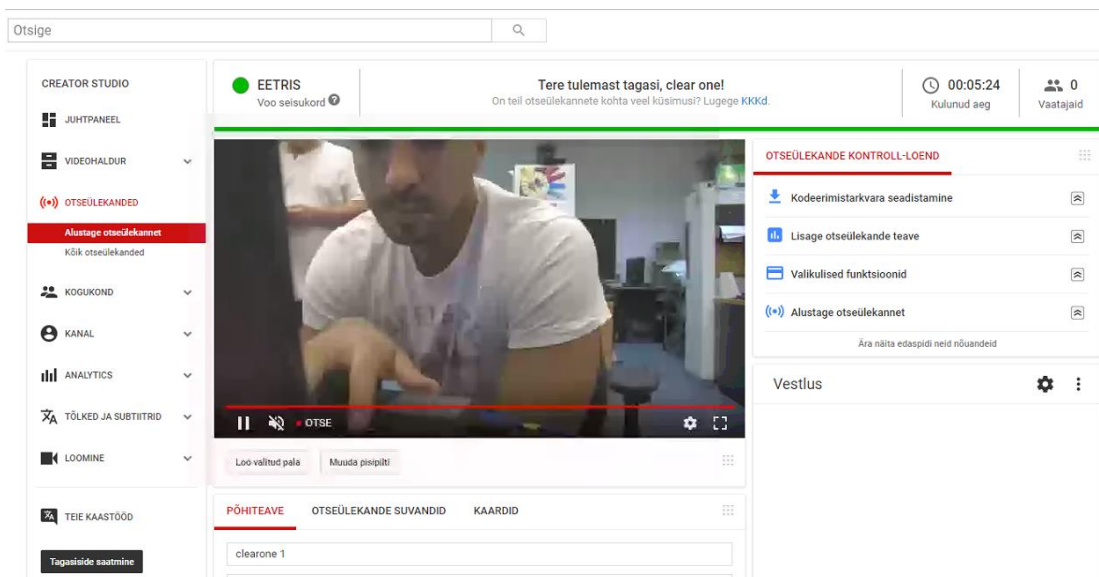 Otsige
CREATOR STUDIO
JUHTPANEEL
VIDEOHALDUR
OTSEÜLEKANDED
Alustage otseülekannet
Kõik otseülekanded
KOGUKOND
KANAL
ANALYTICS
TÕLKED JA SUBTIITRID
LOOMINE
TEIE KAASTÖÖD
Tagasiside saatmine
EETRIS
Voo seisukord ?
Tere tulemast tagasi, clear one!
On teil otseülekannete kohta veel küsimusi? Lugege KKKd.
00:05:24
Kulunud aeg
0
Vaatajaid
OTSE
Loo valitud pala
Muuda pisipilti
PÕHITEAVE OTSEÜLEKANDE SUVANDID KAARDID
clearone 1
OTSEÜLEKANDE KONTROLL-LOEND
Kodeerimistarkvara seadistamine
Lisage otseülekande teave
Valikulised funktsioonid
Alustage otseülekannet
Ära näita edaspidi neid nõuandeid
Vestlus